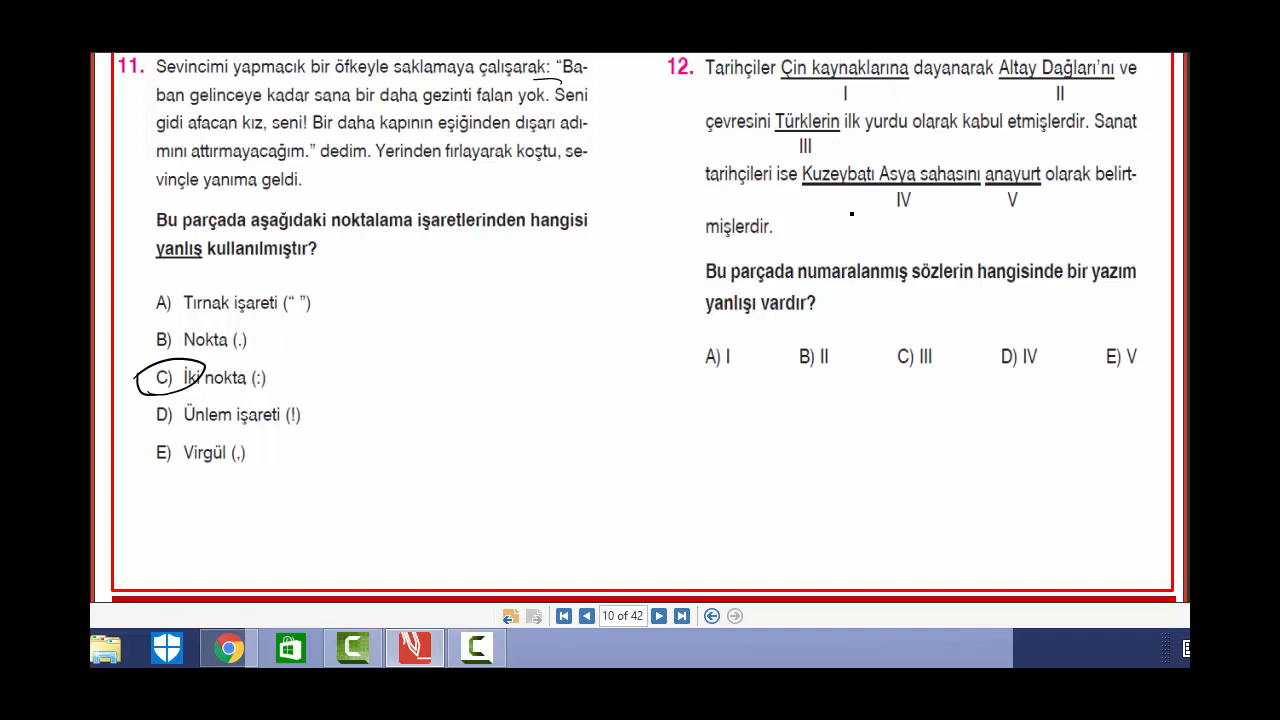 11. Sevincimi yapmacık bir öfkeyle saklamaya çalışarak: “Ba-
ban gelinceye kadar sana bir daha gezinti falan yok. Seni
gidi afacan kız, seni! Bir daha kapının eşiğinden dışarı adı-
mını attırmayacağım.” dedim. Yerinden fırlayarak koştu, se-
vinçle yanıma geldi.
Bu parçada aşağıdaki noktalama işaretlerinden hangisi
yanlış kullanılmıştır?
A) Tırnak işareti (“ ”)
B) Nokta (.)
C) İki nokta (:)
D) Ünlem işareti (!)
E) Virgül (,)
12. Tarihçiler Çin kaynaklarına dayanarak Altay Dağları’nı ve
I II
çevresini Türklerin ilk yurdu olarak kabul etmişlerdir. Sanat
III
tarihçileri ise Kuzeybatı Asya sahasını anayurt olarak belirt-
IV V
mişlerdir.
Bu parçada numaralanmış sözlerin hangisinde bir yazım
yanlışı vardır?
A) I B) II C) III D) IV E) V
10 of 42